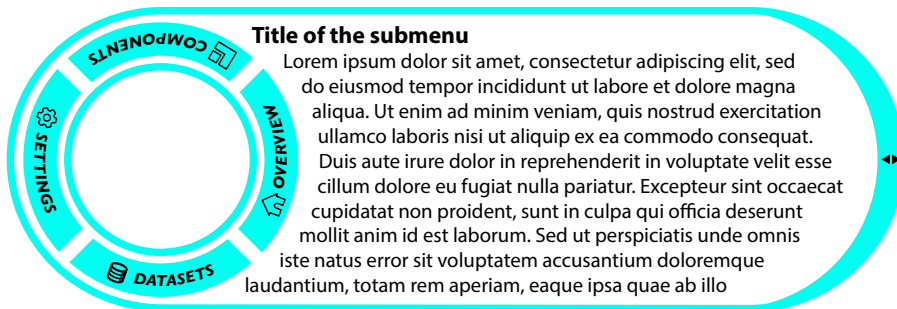 COMPONENTS
SETTINGS
OVERVIEW
DATASETS
Title of the submenu
Lorem ipsum dolor sit amet, consectetur adipiscing elit, sed
do eiusmod tempor incididunt ut labore et dolore magna
aliqua. Ut enim ad minim veniam, quis nostrud exercitation
ullamco laboris nisi ut aliquip ex ea commodo consequat.
Duis aute irure dolor in reprehenderit in voluptate velit esse
cillum dolore eu fugiat nulla pariatur. Excepteur sint occaecat
cupidatat non proident, sunt in culpa qui officia deserunt
mollit anim id est laborum. Sed ut perspiciatis unde omnis
iste natus error sit voluptatem accusantium doloremque
laudantium, totam rem aperiam, eaque ipsa quae ab illo